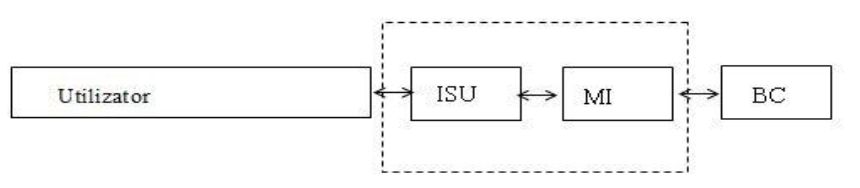 Utilizator
ISU
MI
BC